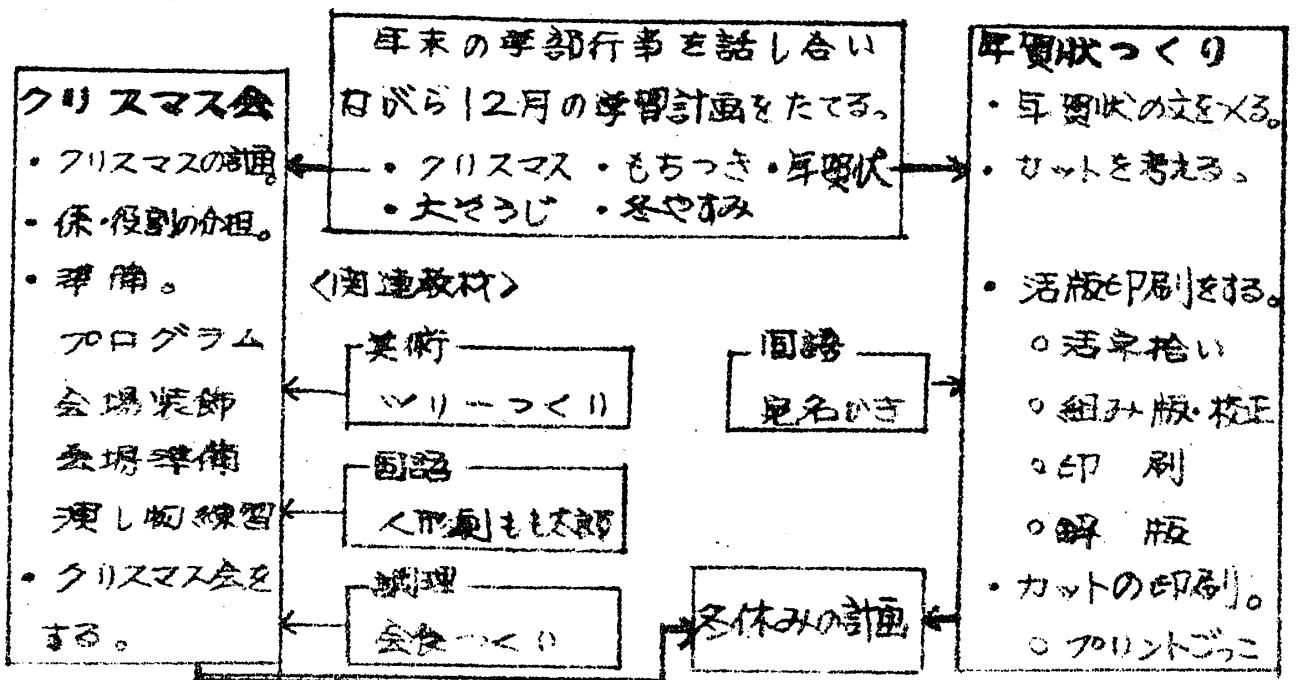 年末の学部行事を話し合い
ながら12月の学習計画をたてる。
・クリスマス ・もちつき ・年賀状
・大そうじ ・冬やすみ
クリスマス会
・クリスマスの計画。
・係・役割の分担。
・準備。
プログラム
会場装飾
会場準備
演し物練習
・クリスマス会を
する。
<関連教材>
美術
ツリーつくり
国語
人形劇もも太郎
調理
会食つくり
国語
宛名かき
冬休みの計画
年賀状つくり
・年賀状の文をつくる。
・カットを考える。
・活版印刷をする。
○活字拾い
○組み版・校正
○印刷
○解版
・カットの印刷。
○プリントごっこ